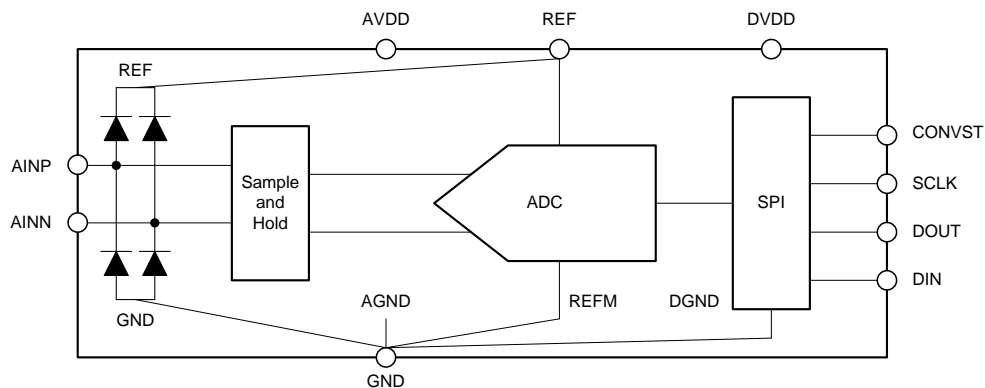 AVDD
REF
DVDD
REF
CONVST
AINP
Sample
and
Hold
ADC
SPI
SCLK
AINN
DOUT
DIN
GND
AGND
REFM
DGND
GND